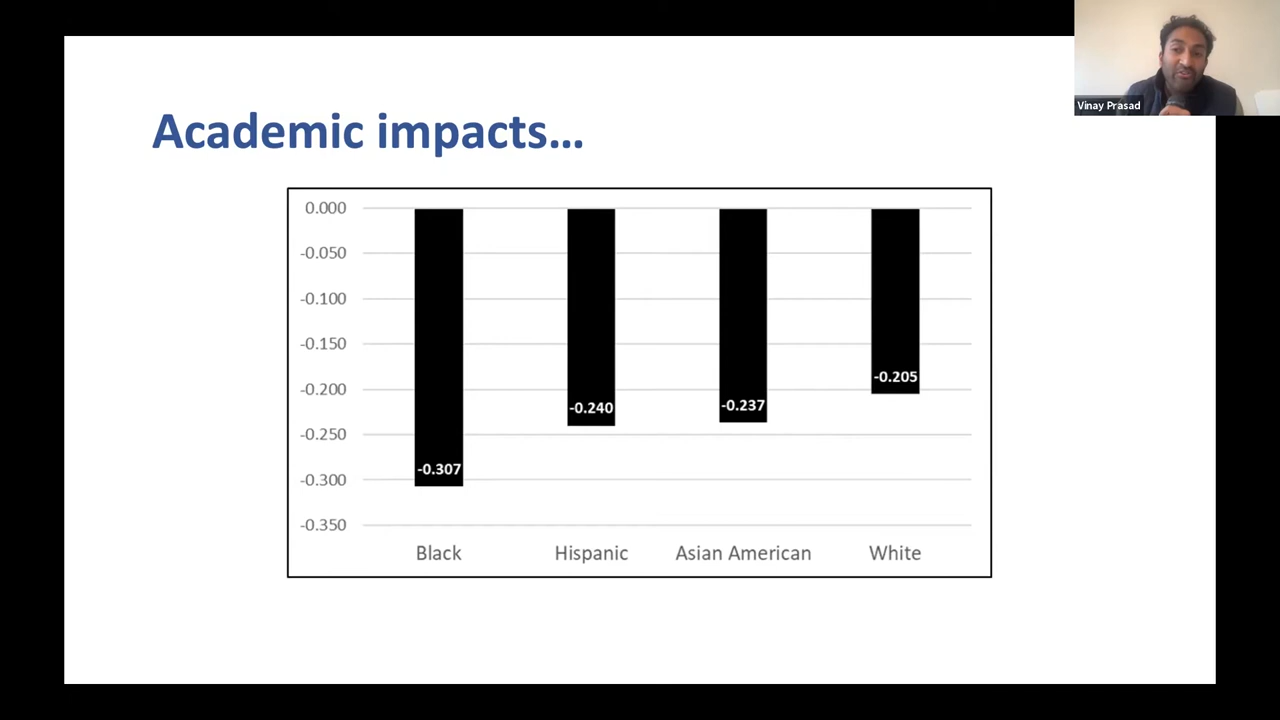 Vinay Prasad
Academic impacts...
0.000
-0.050
-0.100
-0.150
-0.200
-0.250
-0.300
-0.350
-0.307
-0.240
-0.237
-0.205
Black
Hispanic
Asian American
White